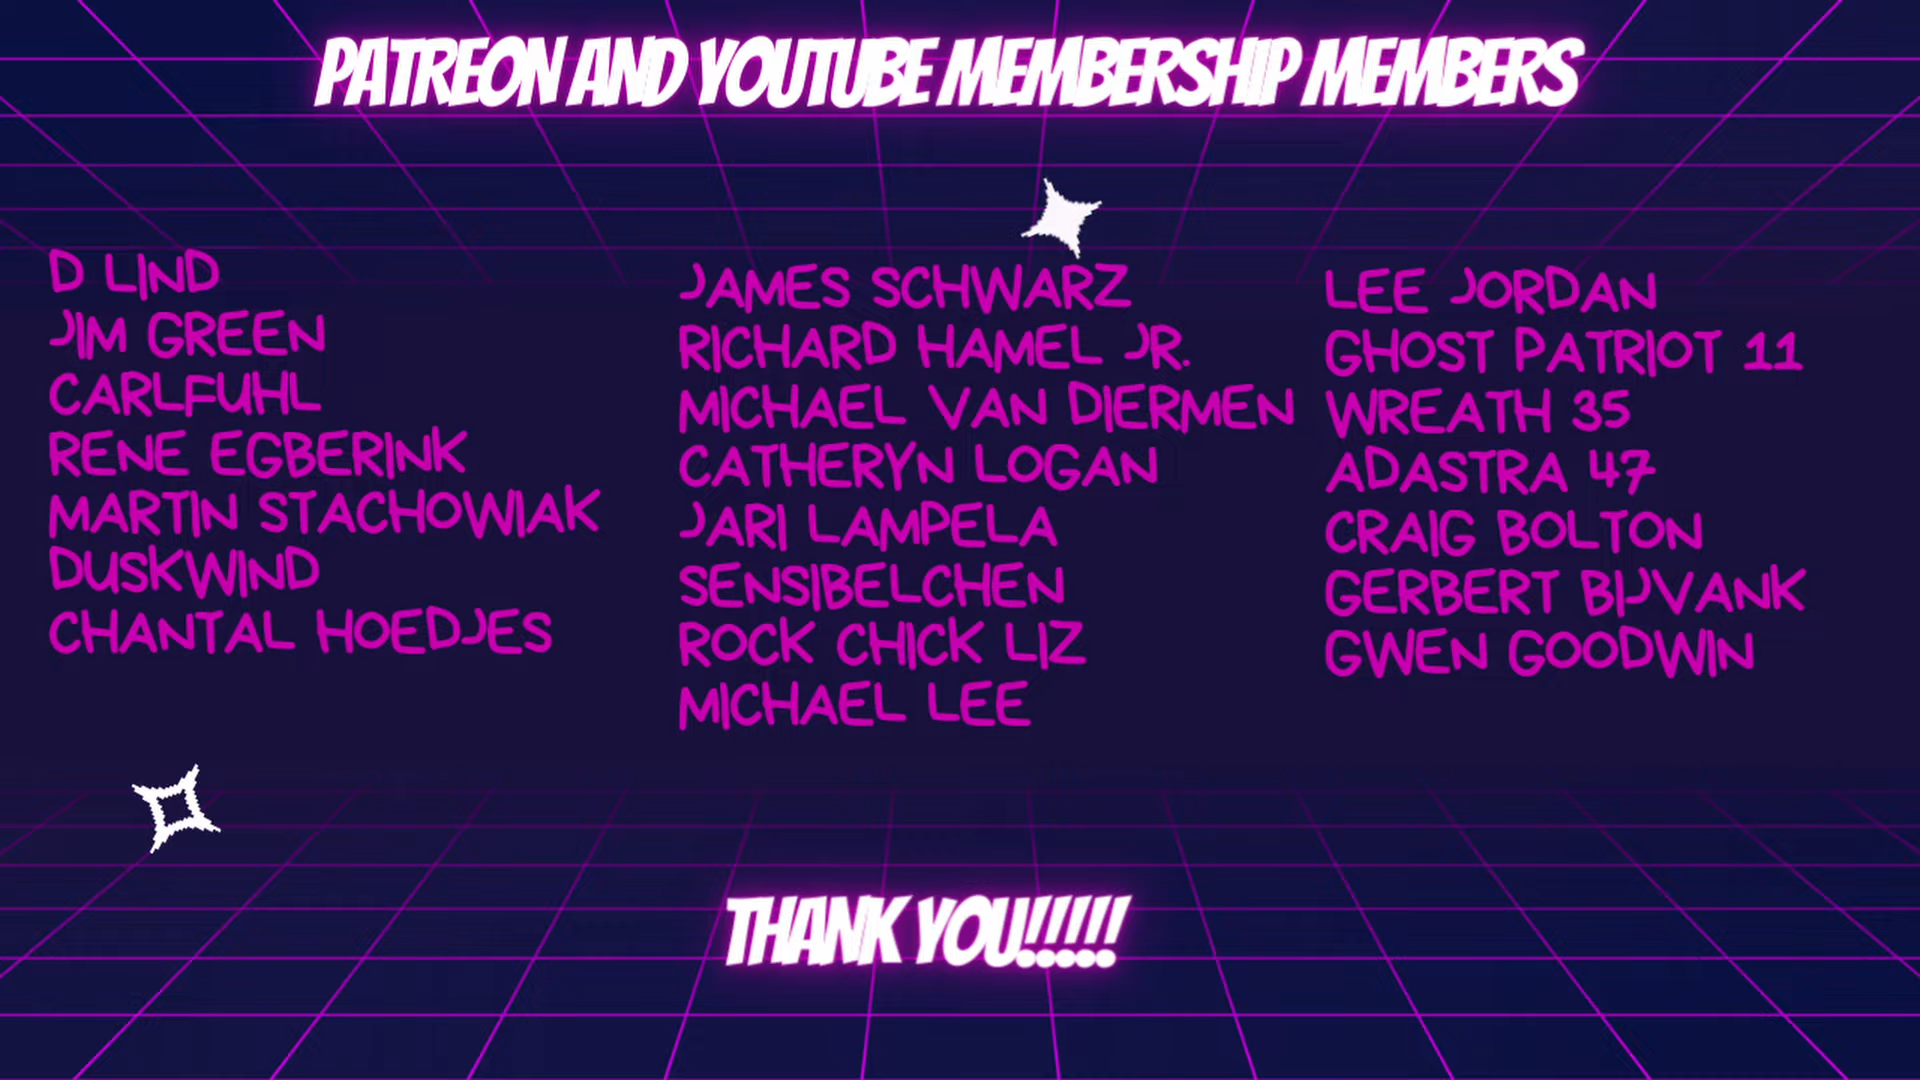 PATREON AND YOUTUBE MEMBERSHIP MEMBERS
D LIND
JIM GREEN
CARLFUHL
RENE EGBERINK
MARTIN STACHOWIAK
DUSKWIND
CHANTAL HOEDJES
JAMES SCHWARZ
RICHARD HAMEL JR.
MICHAEL VAN DIERMEN
CATHERYN LOGAN
JARI LAMPELA
SENSIBELCHEN
ROCK CHICK LIZ
MICHAEL LEE
LEE JORDAN
GHOST PATRIOT 11
WREATH 35
ADASTRA 47
CRAIG BOLTON
GERBERT BIJVANK
GWEN GOODWIN
THANK YOU!!!!!